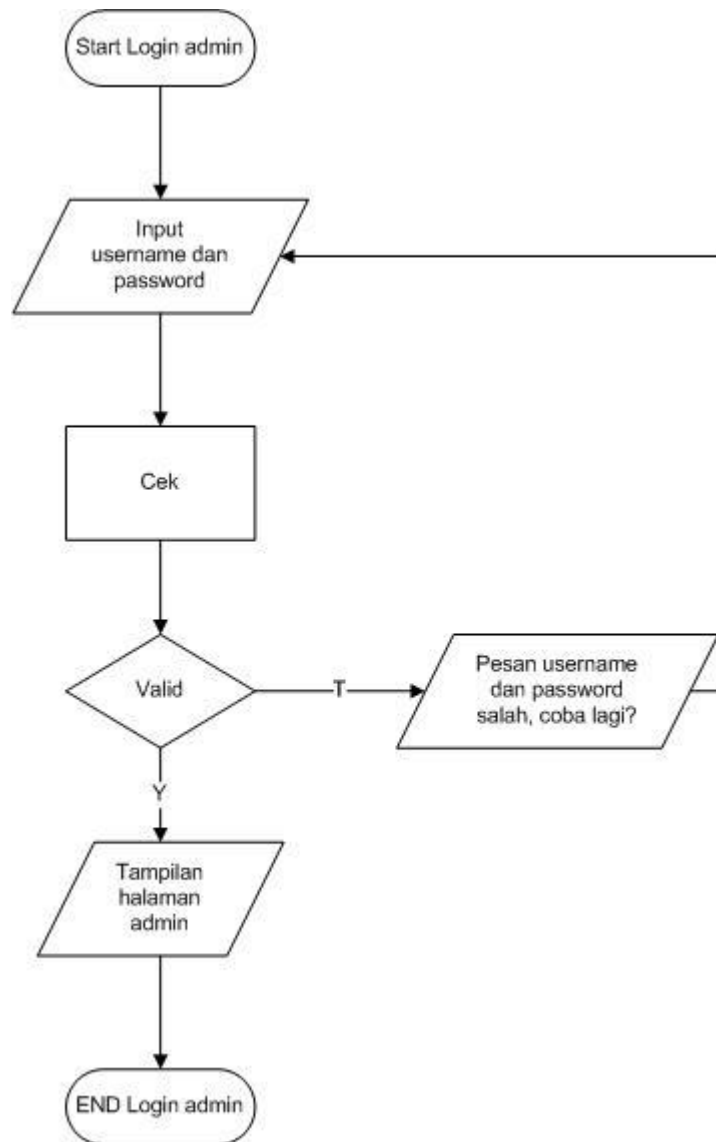 Start Login admin
Input
username dan
password
Cek
Valid
T
Pesan username
dan password
salah, coba lagi?
Y
Tampilan
halaman
admin
END Login admin